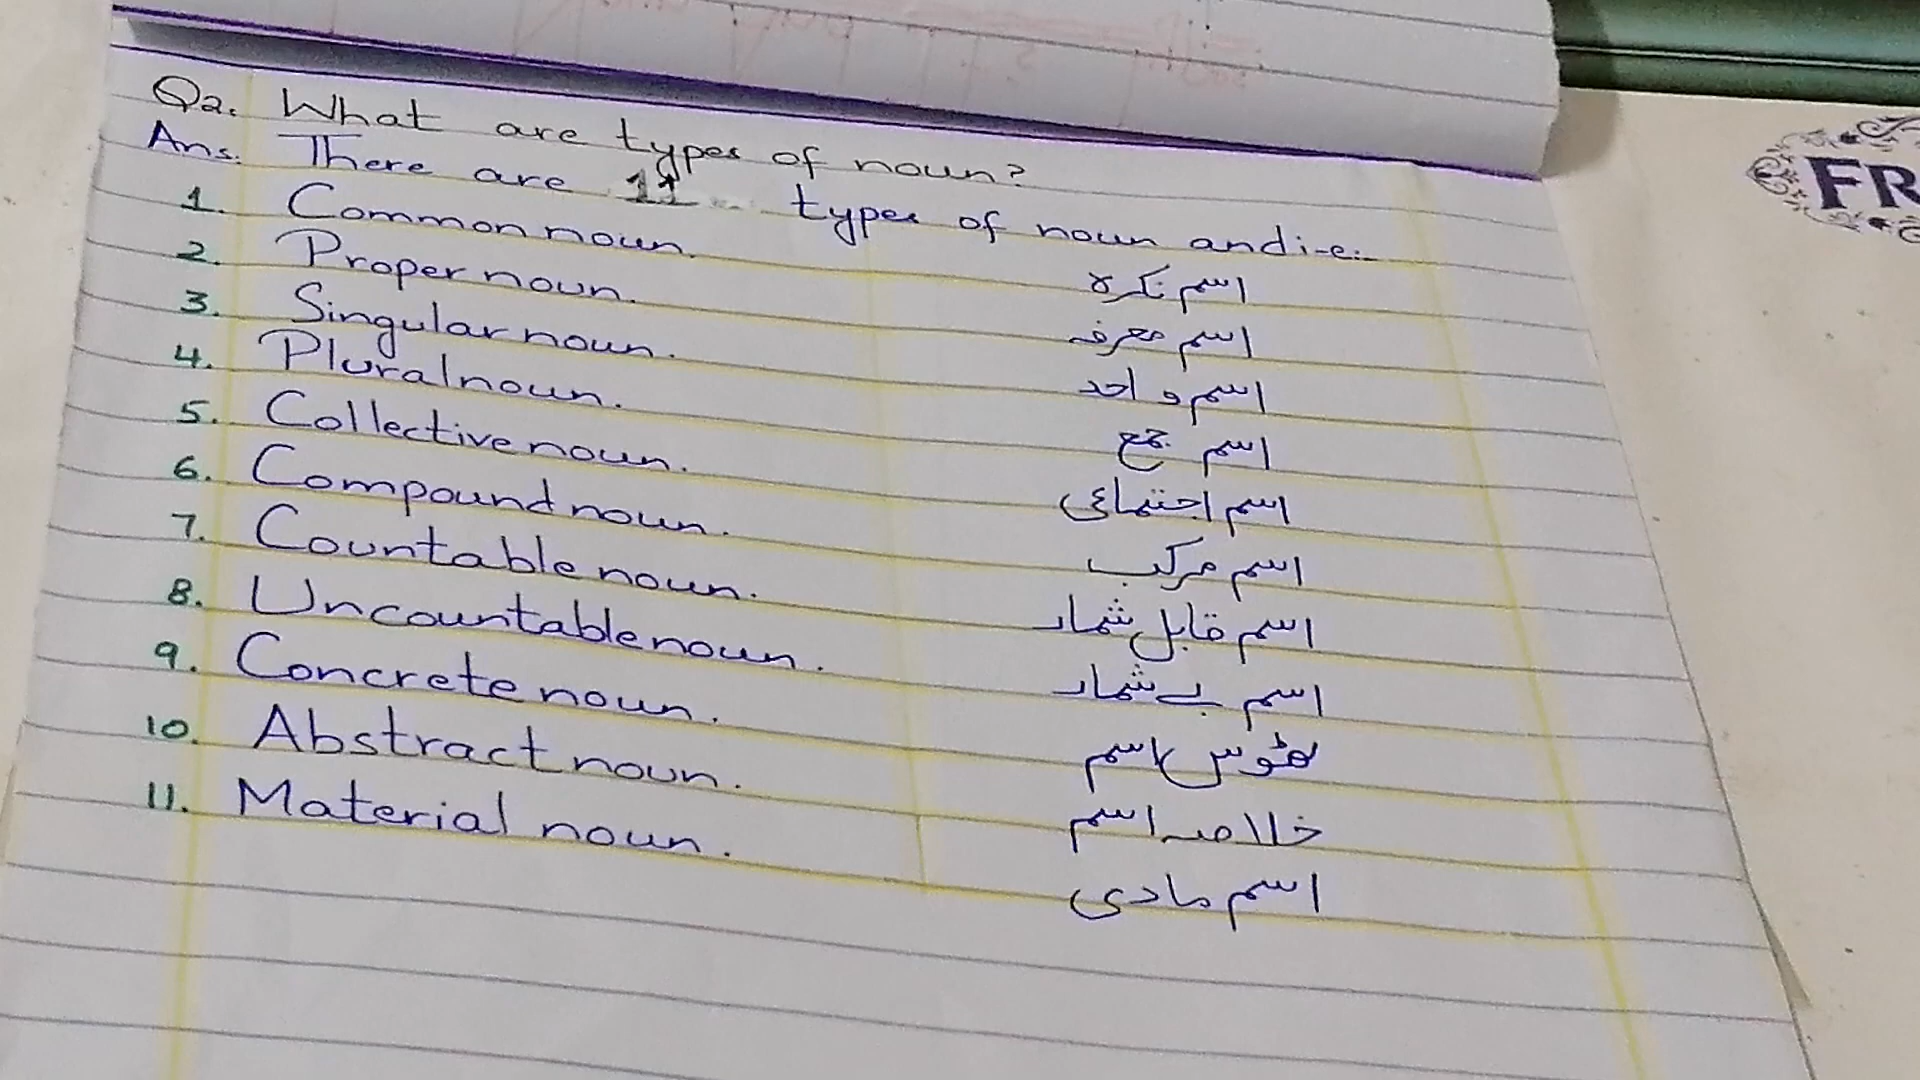 Q2. What are types of noun?
Ans. There are 11 types of noun and i-e:-
1. Common noun. اسم نکرہ
2. Proper noun. اسم معرفہ
3. Singular noun. اسم واحد
4. Plural noun. اسم جمع
5. Collective noun. اسم اجتماعی
6. Compound noun. اسم مرکب
7. Countable noun. اسم قابل شمار
8. Uncountable noun. اسم بے شمار
9. Concrete noun. ٹھوس اسم
10. Abstract noun. خلاصہ اسم
11. Material noun. اسم مادی
FR